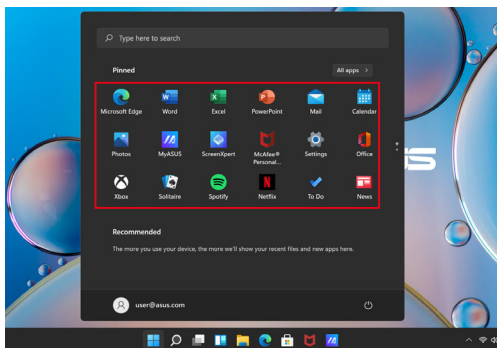 Type here to search
Pinned
All apps >
Microsoft Edge
Word
Excel
PowerPoint
Mail
Calendar
Photos
MyASUS
ScreenXpert
McAfee®
Personal...
Settings
Office
Xbox
Solitaire
Spotify
Netflix
To Do
News
Recommended
The more you use your device, the more we'll show your recent files and new apps here.
user@asus.com